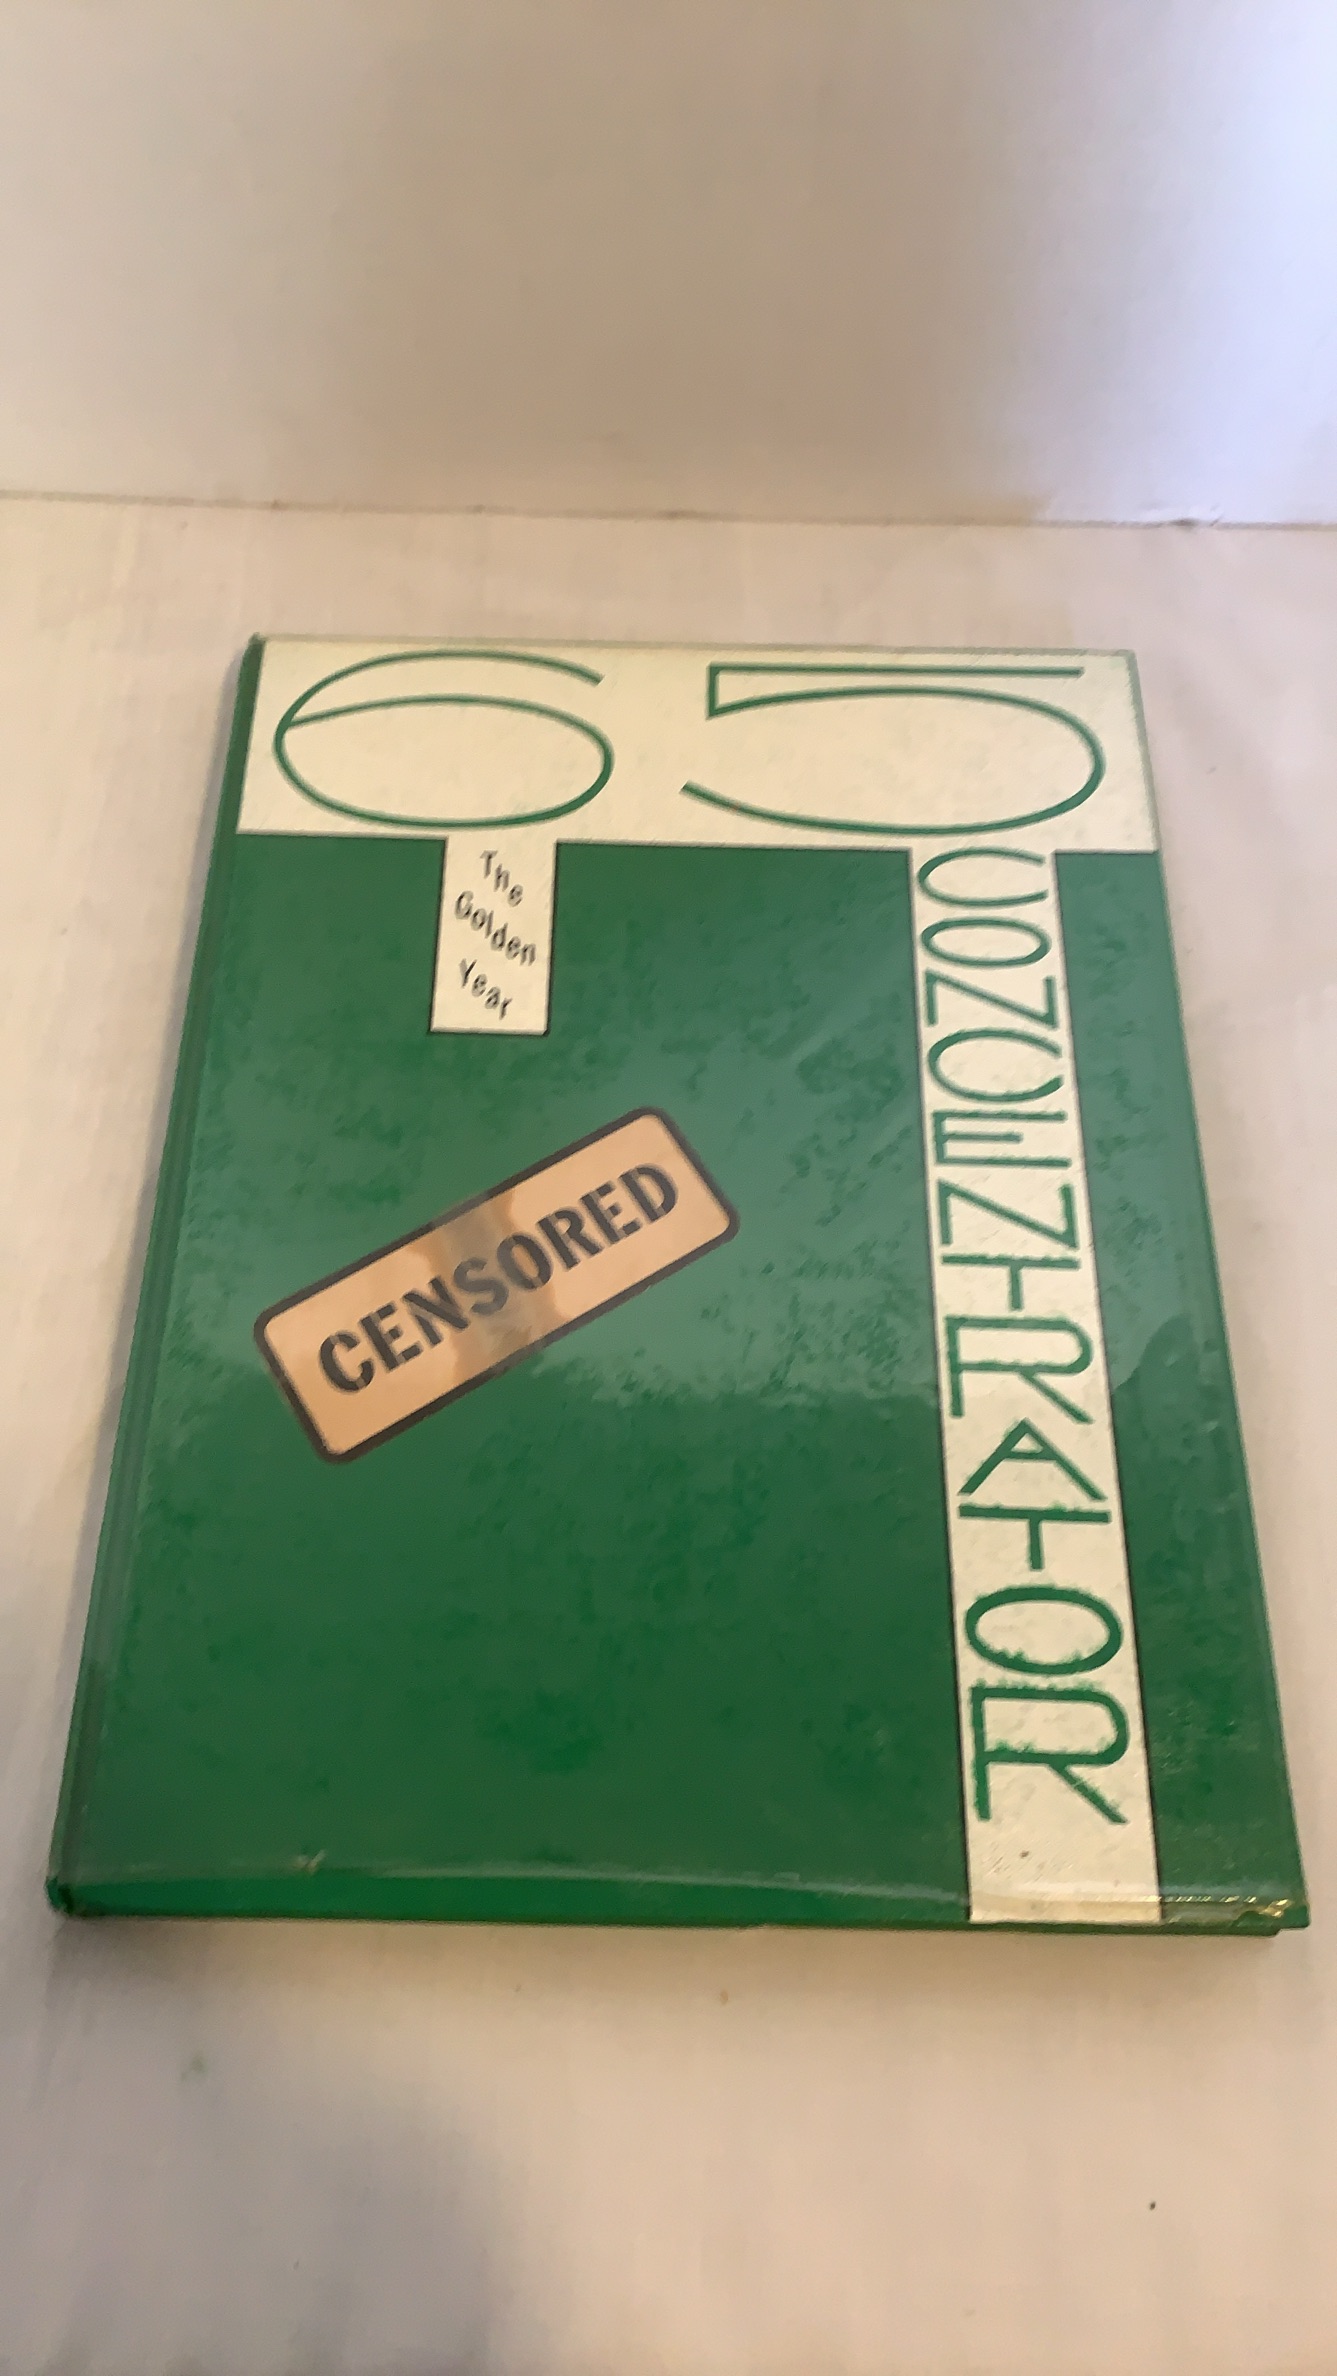 65
The
Golden
Year
CONCENTRATOR
CENSORED